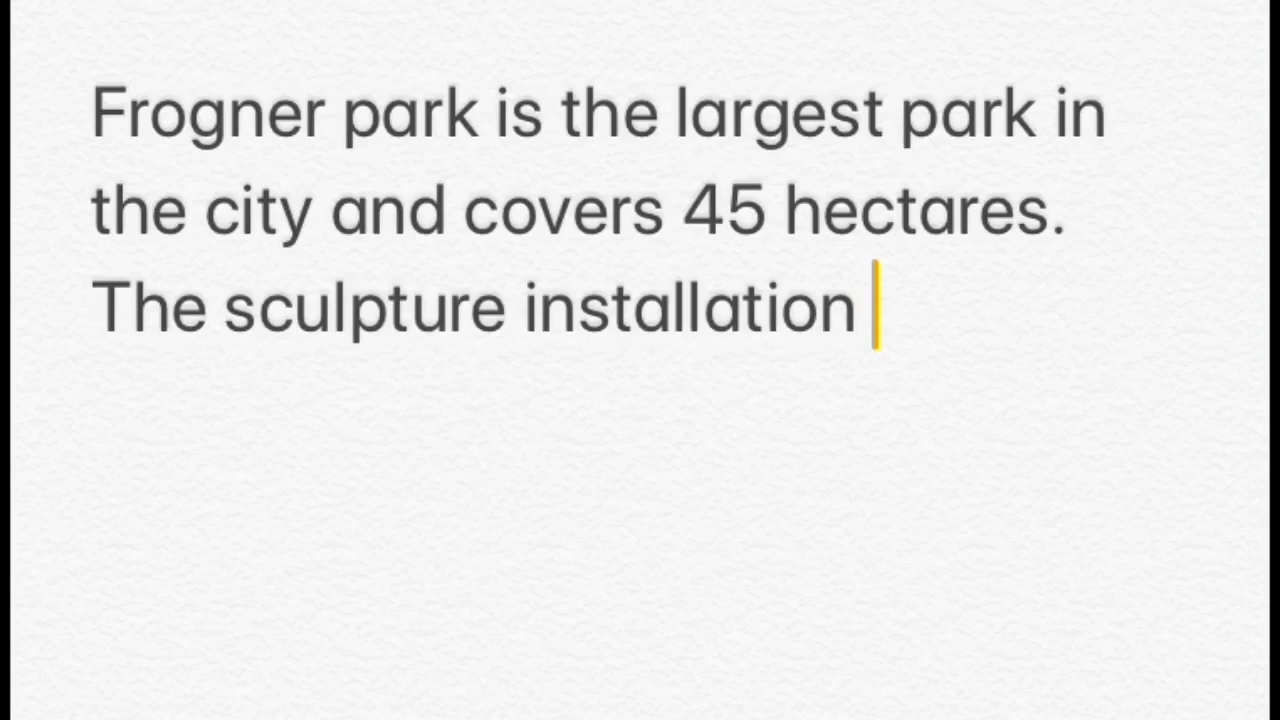 Frogner park is the largest park in
the city and covers 45 hectares.
The sculpture installation